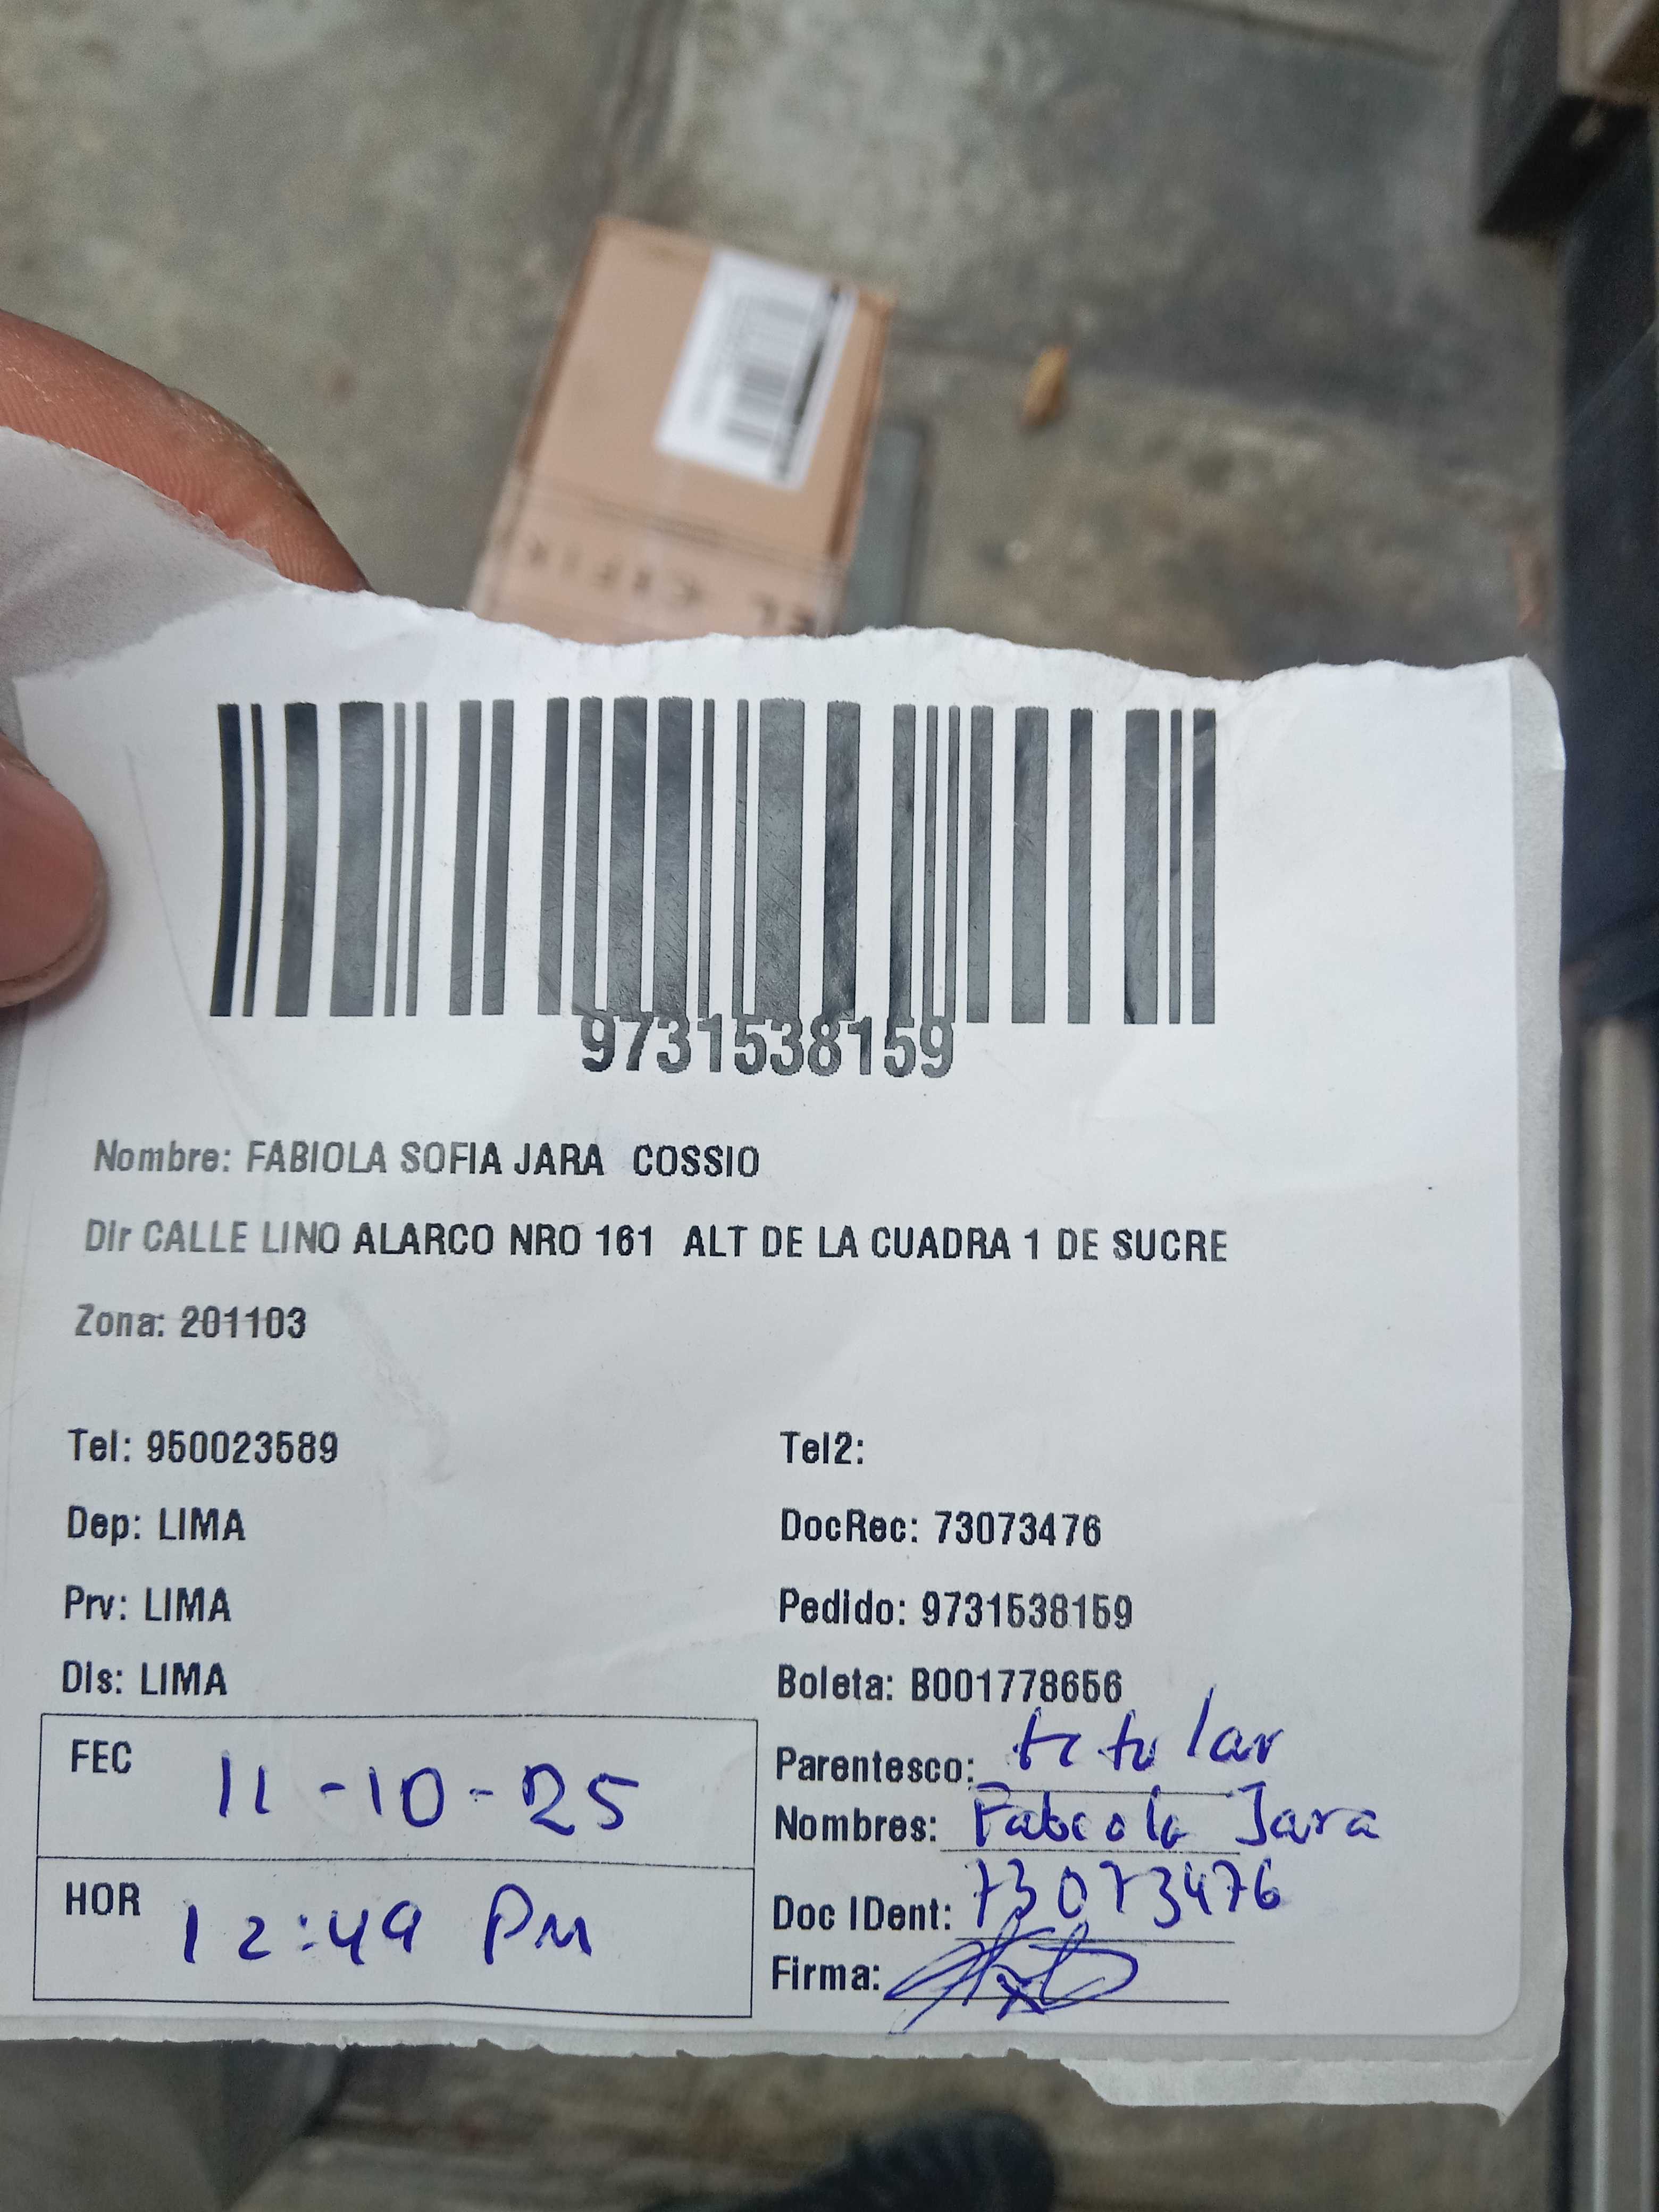 9731538159
Nombre: FABIOLA SOFIA JARA COSSIO
Dir CALLE LINO ALARCO NRO 161 ALT DE LA CUADRA 1 DE SUCRE
Zona: 201103
Tel: 950023589 Tel2:
Dep: LIMA DocRec: 73073476
Prv: LIMA Pedido: 9731538159
Dis: LIMA Boleta: B001778656
FEC 11-10-25
HOR 12:49 PM
Parentesco: titular
Nombres: Fabiola Jara
Doc IDent: 73073476
Firma: